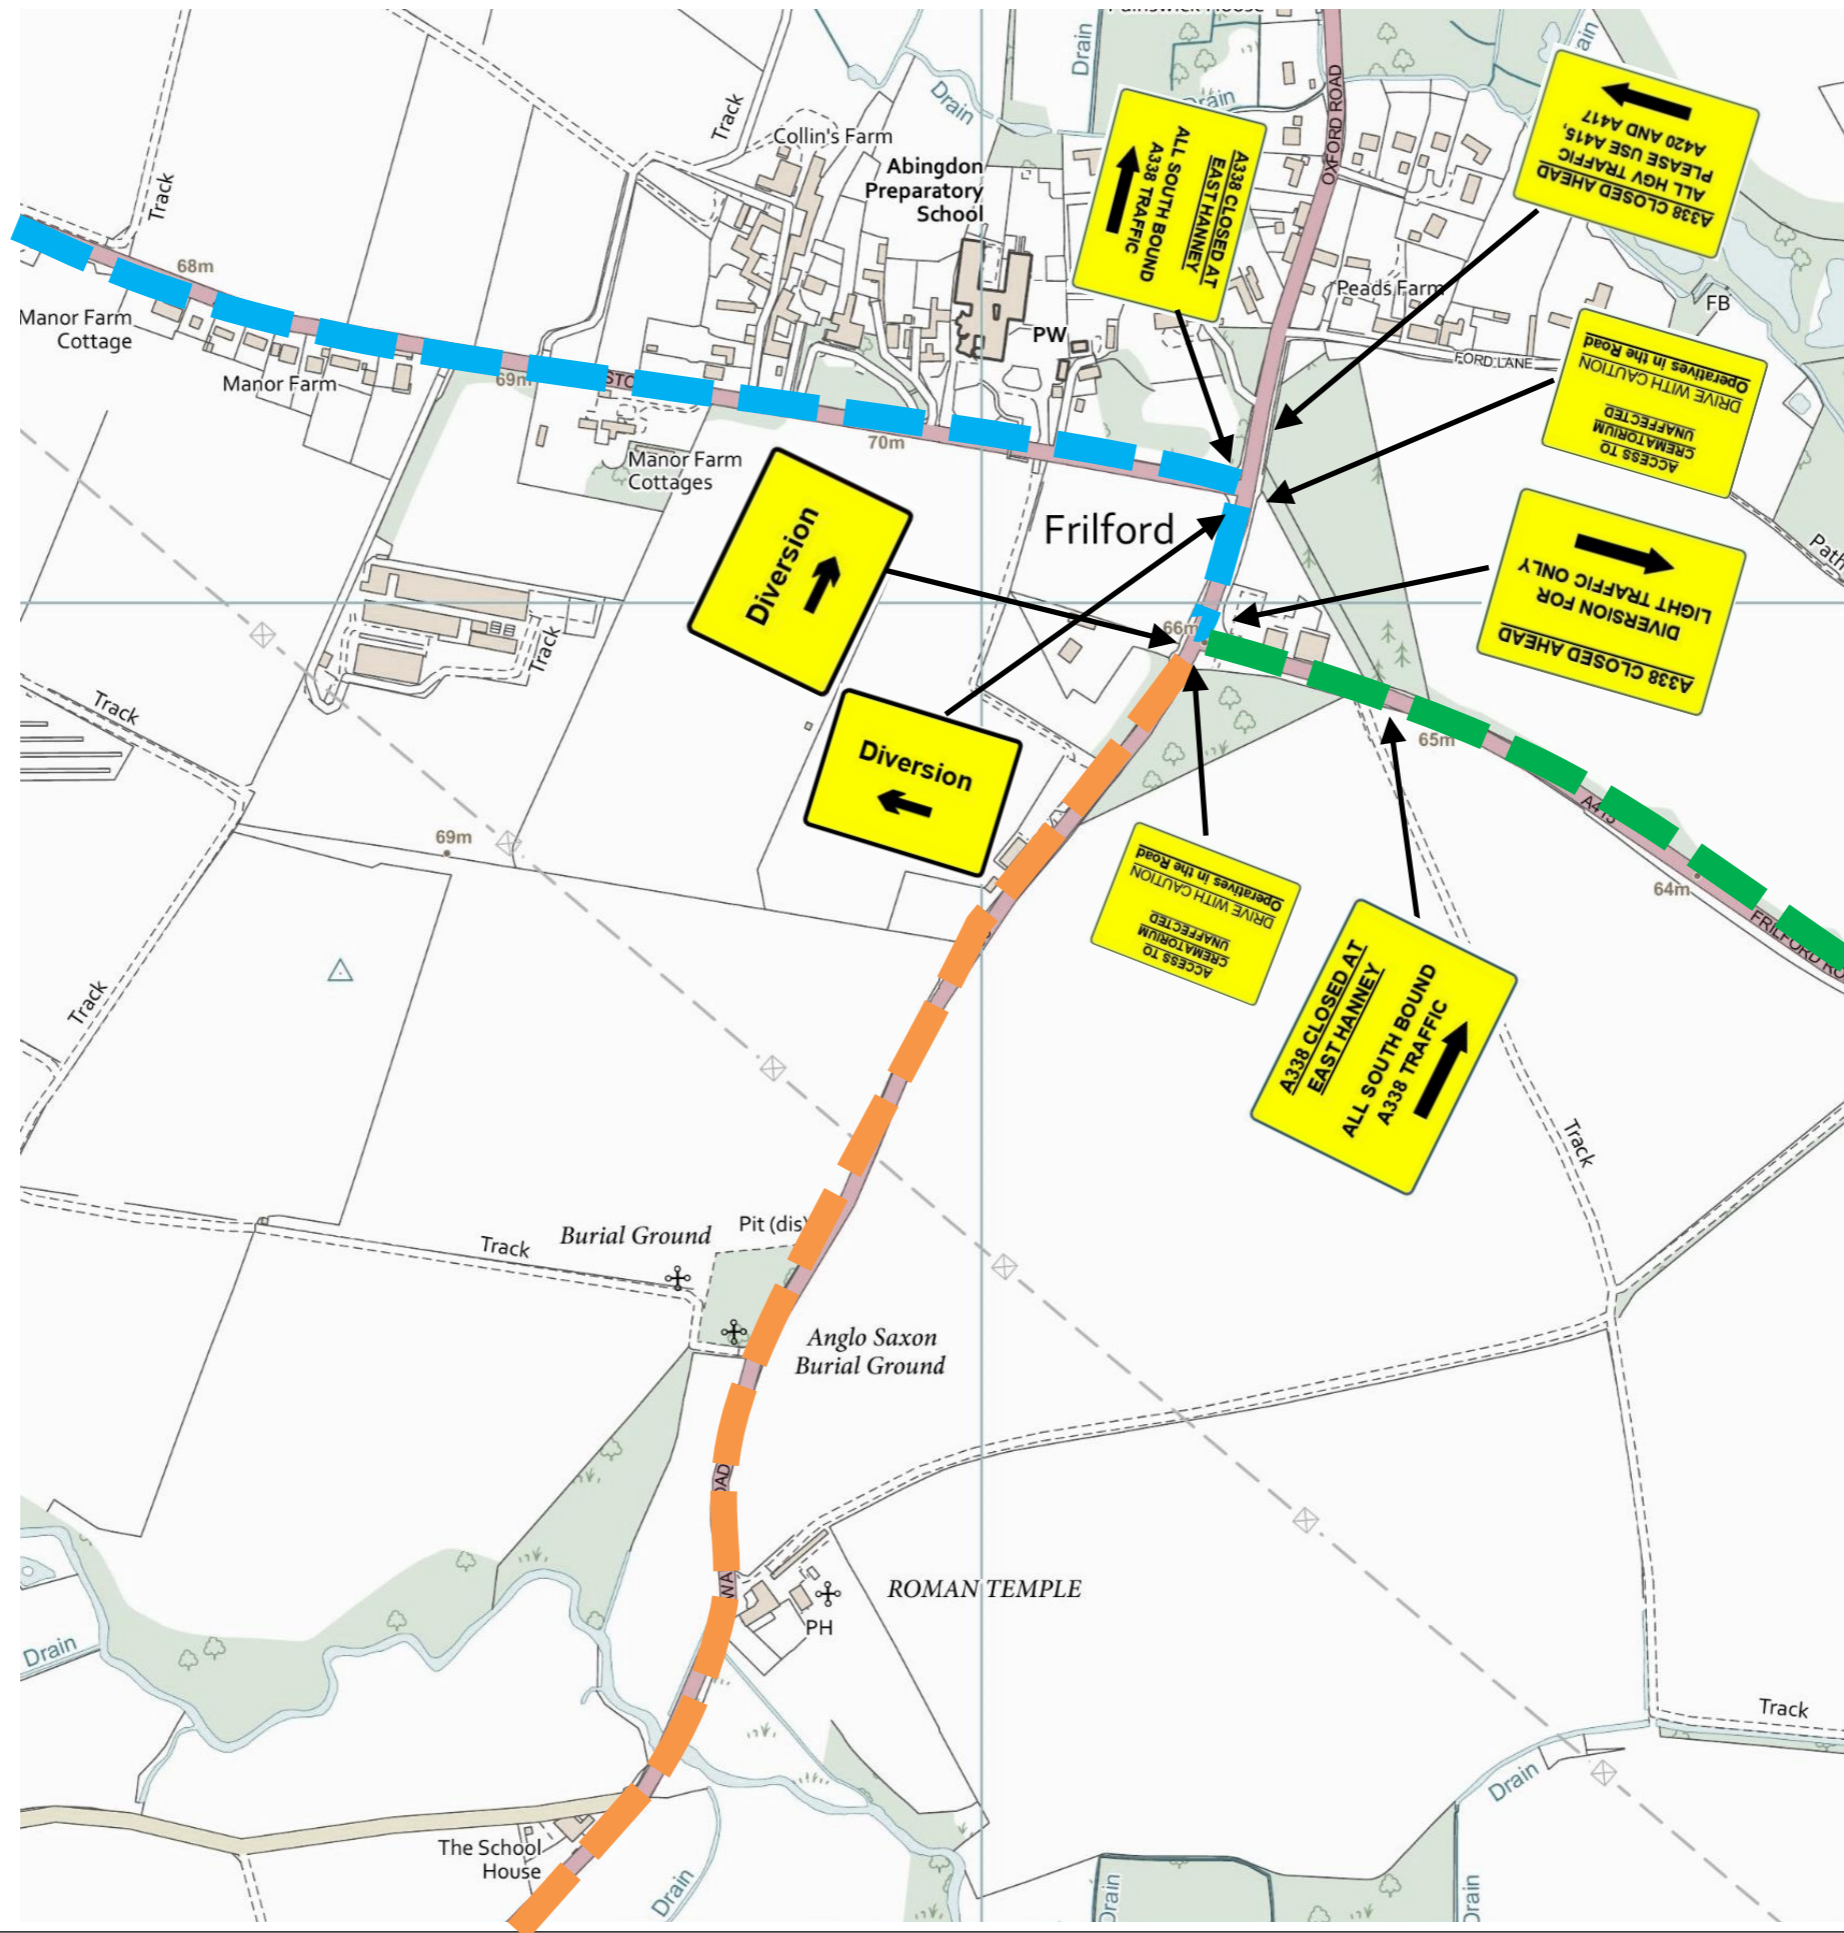 Drain
Drain
Drain
Track
Track
Collin's Farm
Abingdon
Preparatory
School
PW
OXFORD ROAD
A338 CLOSED AT
EAST HANNEY
ALL SOUTH BOUND
A338 TRAFFIC
A338 CLOSED AHEAD
ALL HGV TRAFFIC
PLEASE USE A415,
A420 AND A417
Peads Farm
FB
FORD LANE
68m
Manor Farm
Cottage
Manor Farm
69m
70m
Manor Farm
Cottages
Operatives in the Road
DRIVE WITH CAUTION
ACCESS TO
CREMATORIUM
UNAFFECTED
Path
Frilford
Diversion
A338 CLOSED AHEAD
DIVERSION FOR
LIGHT TRAFFIC ONLY
66m
Track
Track
65m
Diversion
A415
69m
64m
Operatives in the Road
DRIVE WITH CAUTION
ACCESS TO
CREMATORIUM
UNAFFECTED
A338 CLOSED AT
EAST HANNEY
ALL SOUTH BOUND
A338 TRAFFIC
Track
Track
Burial Ground
Pit (dis)
Track
Anglo Saxon
Burial Ground
ROMAN TEMPLE
PH
Drain
Track
Drain
The School
House
Drain
Drain
Drain